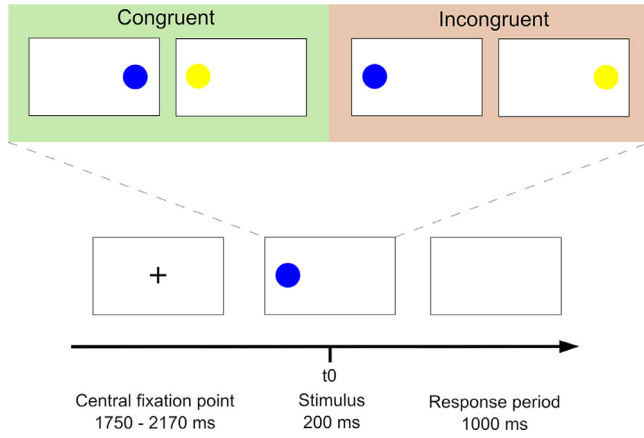 Congruent
Incongruent
t0
Central fixation point
1750 - 2170 ms
Stimulus
200 ms
Response period
1000 ms